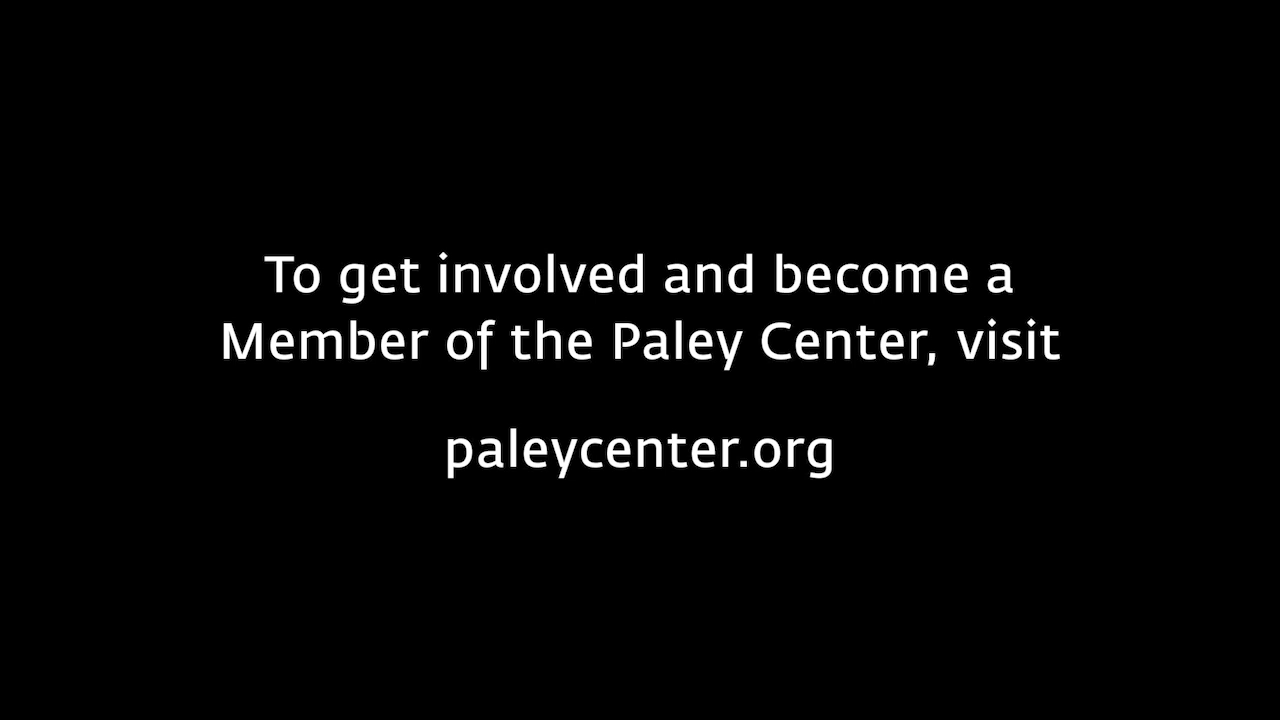 To get involved and become a
Member of the Paley Center, visit
paleycenter.org